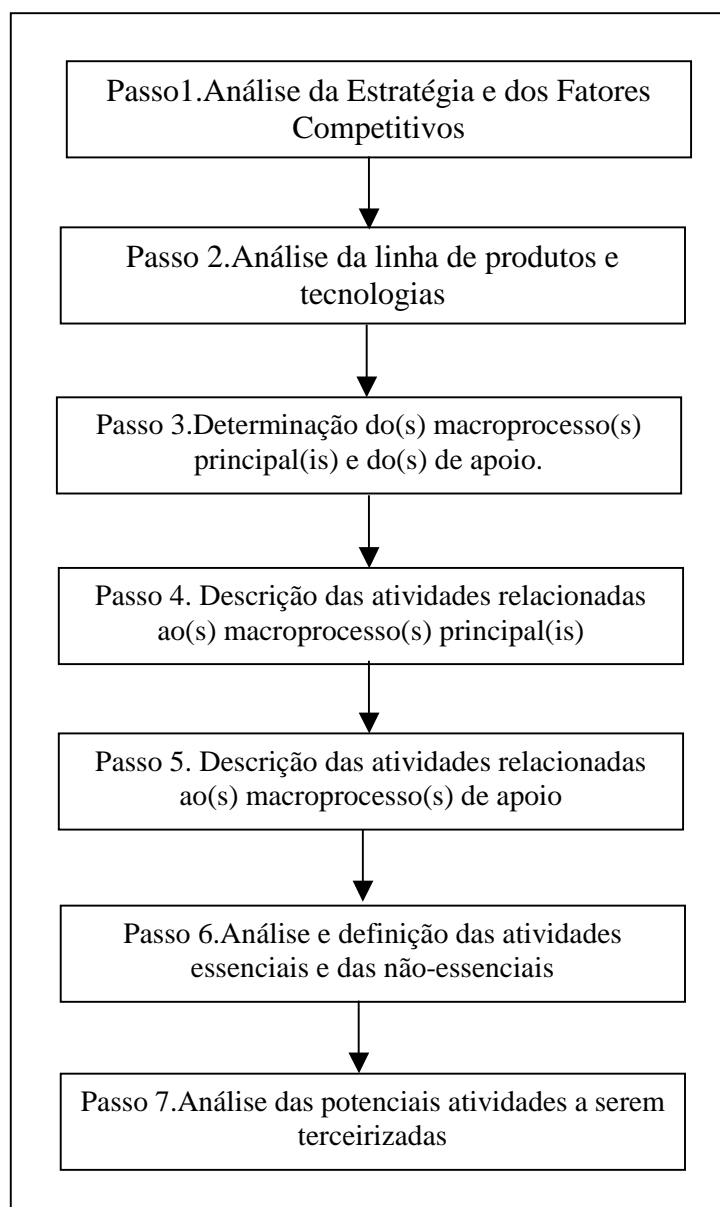 Passo1.Análise da Estratégia e dos Fatores
Competitivos
Passo 2.Análise da linha de produtos e
tecnologias
Passo 3.Determinação do(s) macroprocesso(s)
principal(is) e do(s) de apoio.
Passo 4. Descrição das atividades relacionadas
ao(s) macroprocesso(s) principal(is)
Passo 5. Descrição das atividades relacionadas
ao(s) macroprocesso(s) de apoio
Passo 6.Análise e definição das atividades
essenciais e das não-essenciais
Passo 7.Análise das potenciais atividades a serem
terceirizadas